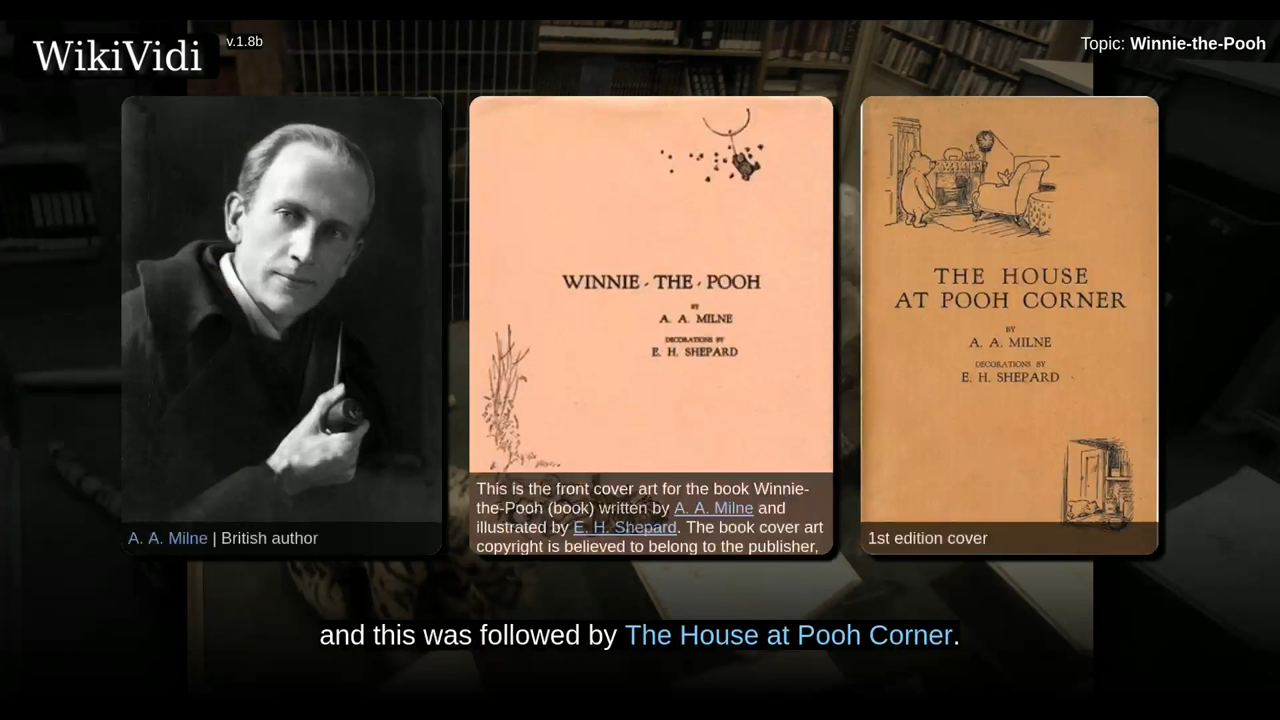 WikiVidi
v.1.8b
Topic: Winnie-the-Pooh
A. A. Milne | British author
WINNIE-THE-POOH
BY
A. A. MILNE
DECORATIONS BY
E. H. SHEPARD
This is the front cover art for the book Winnie-
the-Pooh (book) written by A. A. Milne and
illustrated by E. H. Shepard. The book cover art
copyright is believed to belong to the publisher,
THE HOUSE
AT POOH CORNER
BY
A. A. MILNE
DECORATIONS BY
E. H. SHEPARD
1st edition cover
and this was followed by The House at Pooh Corner.